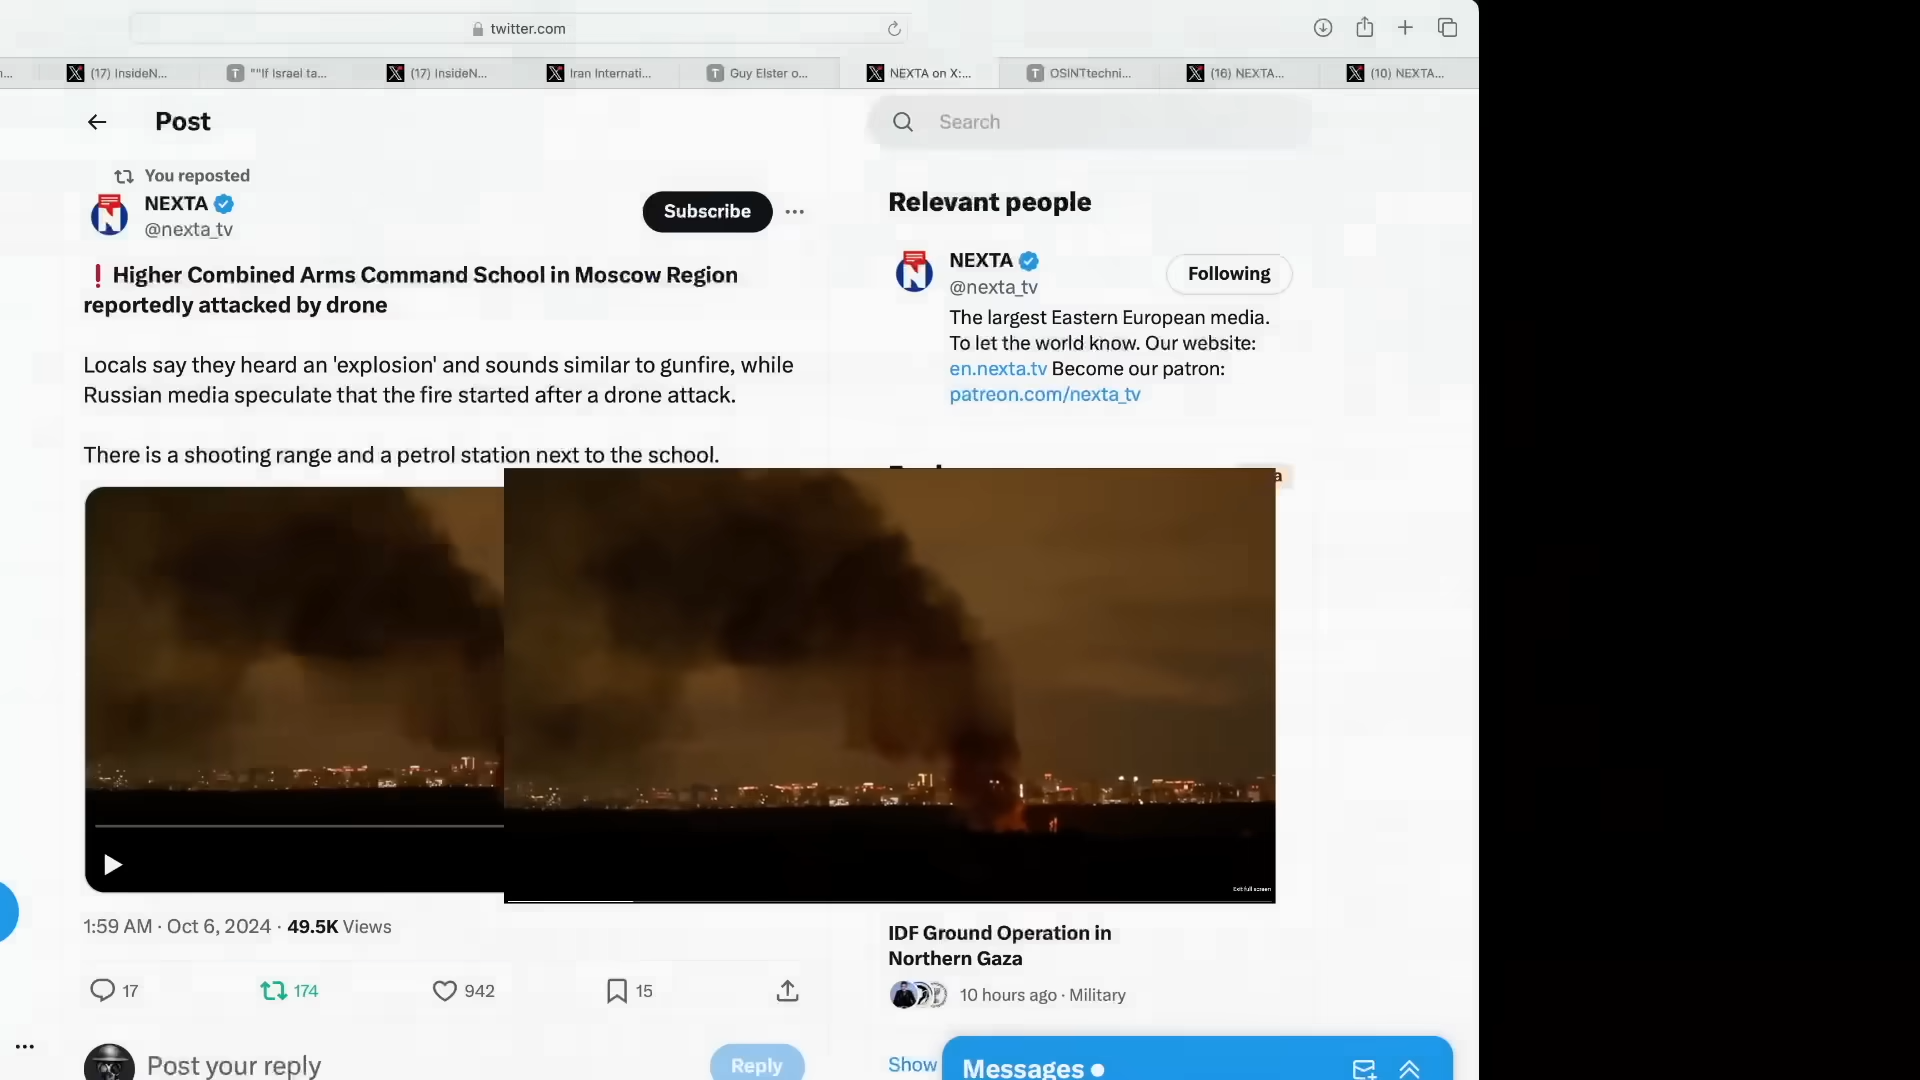 twitter.com
(17) InsideN...
""If Israel ta...
(17) InsideN...
Iran Internati...
Guy Elster o...
NEXTA on X:...
OSINTtechni...
(16) NEXTA...
(10) NEXTA...
Post
Search
You reposted
NEXTA
@nexta_tv
Subscribe
❗Higher Combined Arms Command School in Moscow Region
reportedly attacked by drone
Locals say they heard an 'explosion' and sounds similar to gunfire, while
Russian media speculate that the fire started after a drone attack.
There is a shooting range and a petrol station next to the school.
Exit full screen
1:59 AM · Oct 6, 2024 · 49.5K Views
17
174
942
15
Post your reply
Reply
Relevant people
NEXTA
@nexta_tv
Following
The largest Eastern European media.
To let the world know. Our website:
en.nexta.tv Become our patron:
patreon.com/nexta_tv
IDF Ground Operation in
Northern Gaza
10 hours ago · Military
Show
Messages